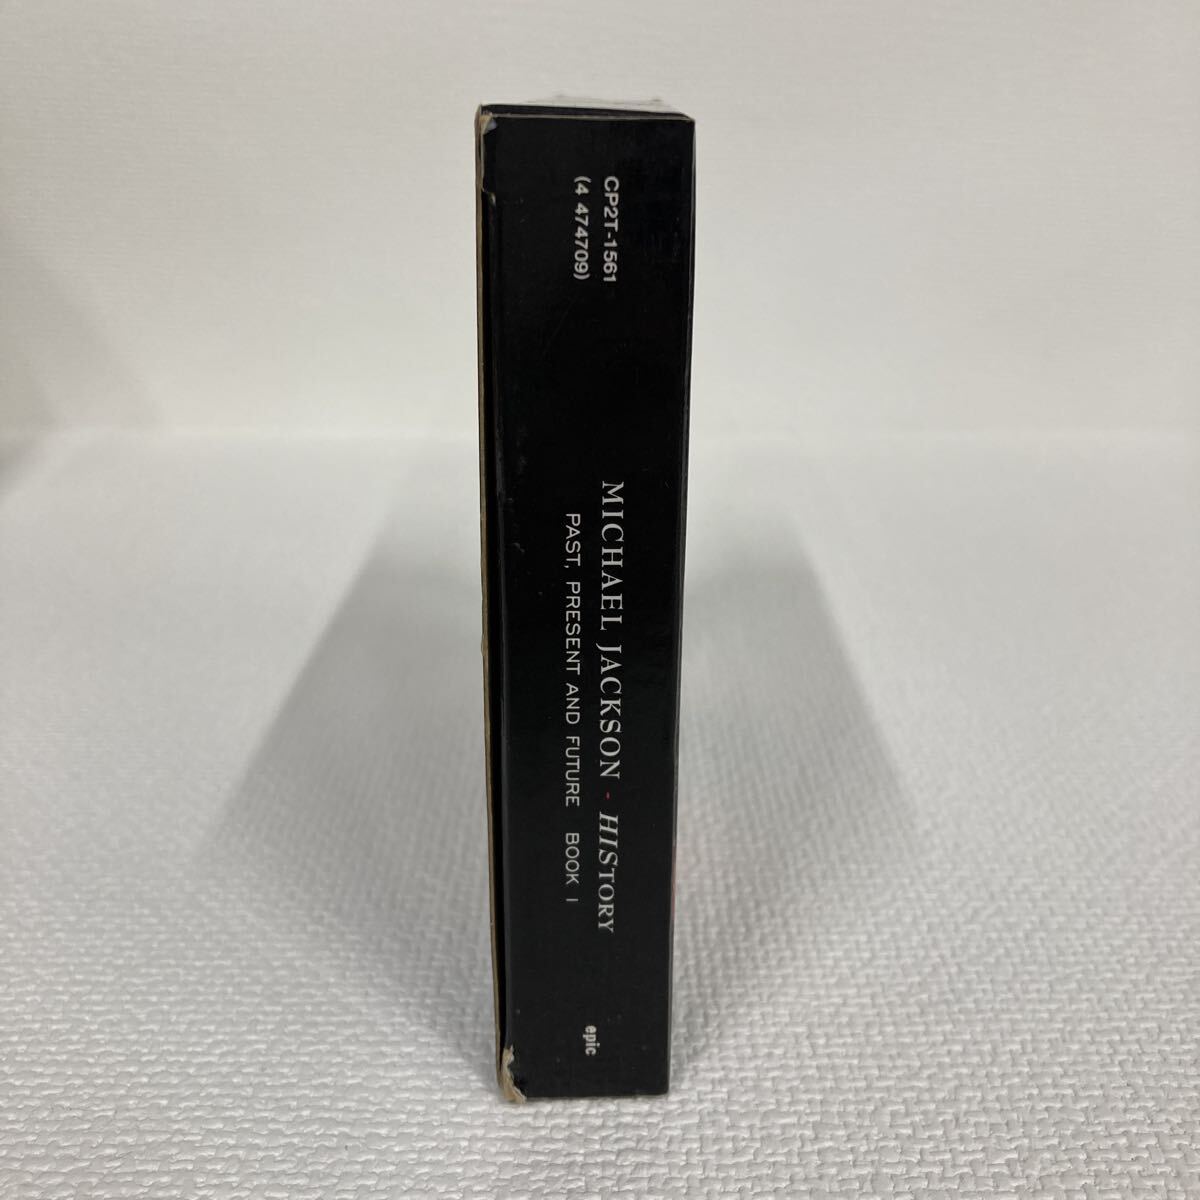 CP2T-1561
(4 474709)
MICHAEL JACKSON - HISTORY
PAST, PRESENT AND FUTURE BOOK I
epic